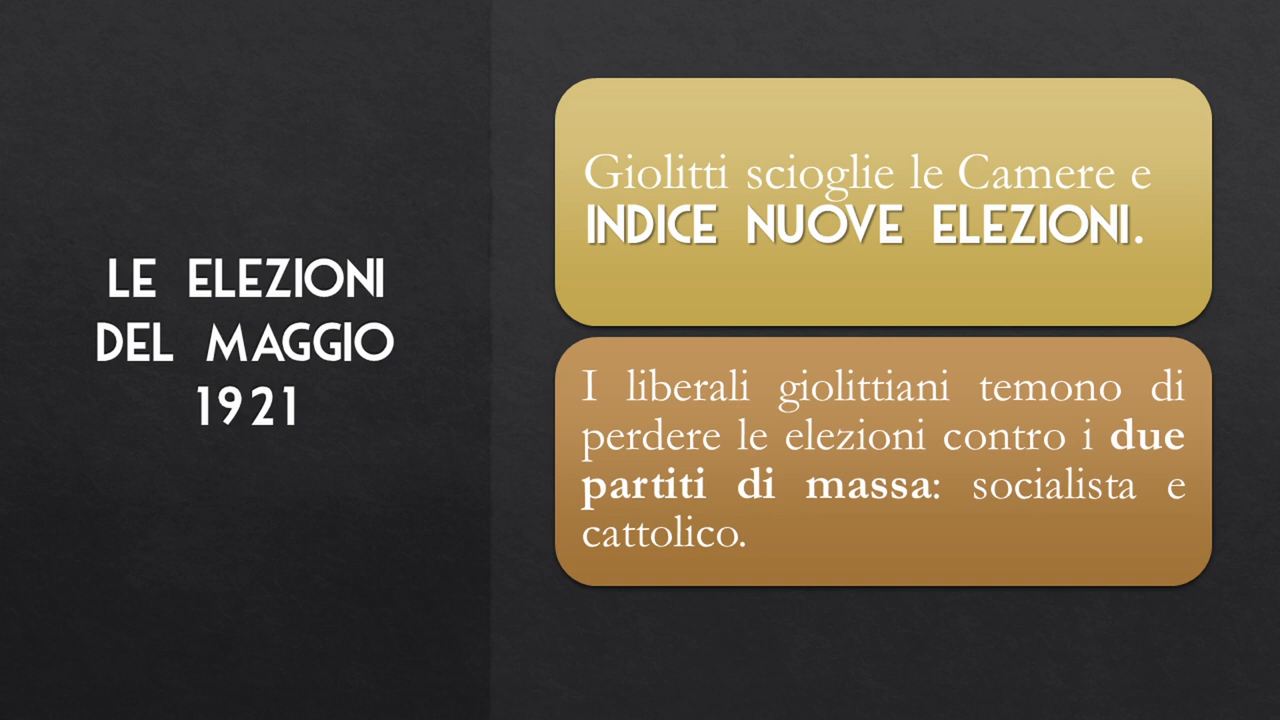 LE ELEZIONI
DEL MAGGIO
1921
Giolitti scioglie le Camere e
INDICE NUOVE ELEZIONI.
I liberali giolittiani temono di
perdere le elezioni contro i due
partiti di massa: socialista e
cattolico.